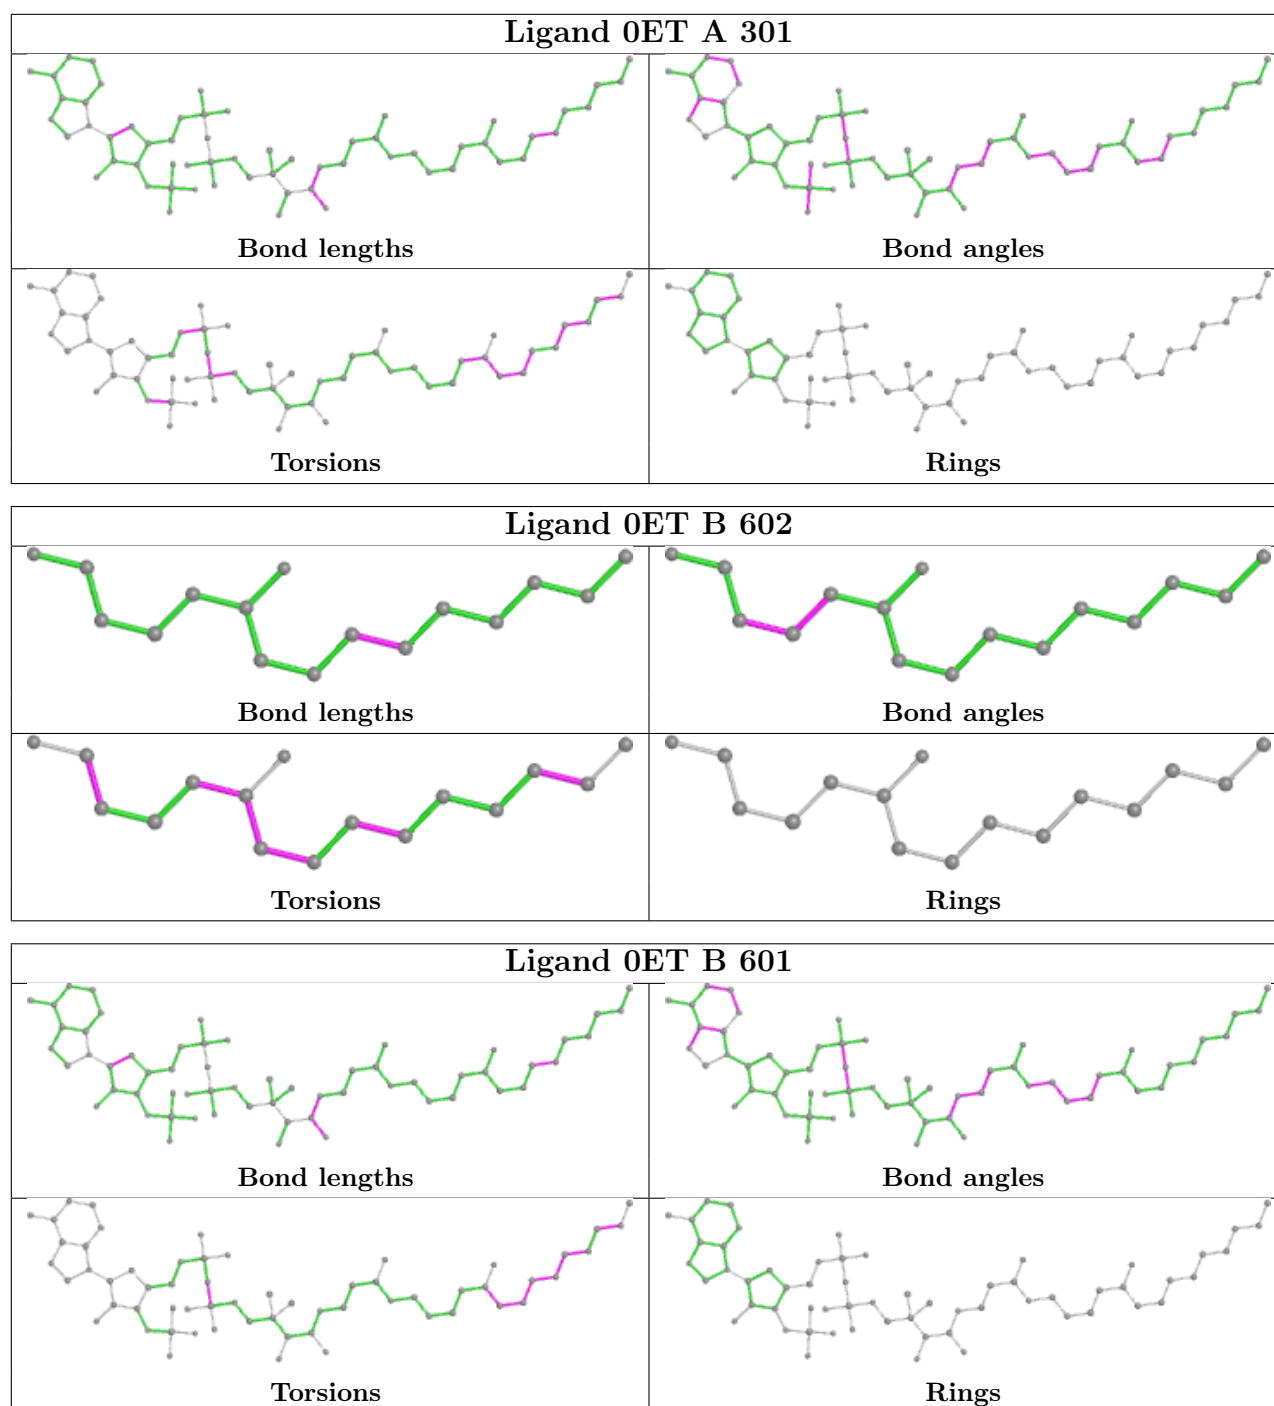 Ligand 0ET A 301
Bond lengths
Bond angles
Torsions
Rings
Ligand 0ET B 602
Bond lengths
Bond angles
Torsions
Rings
Ligand 0ET B 601
Bond lengths
Bond angles
Torsions
Rings